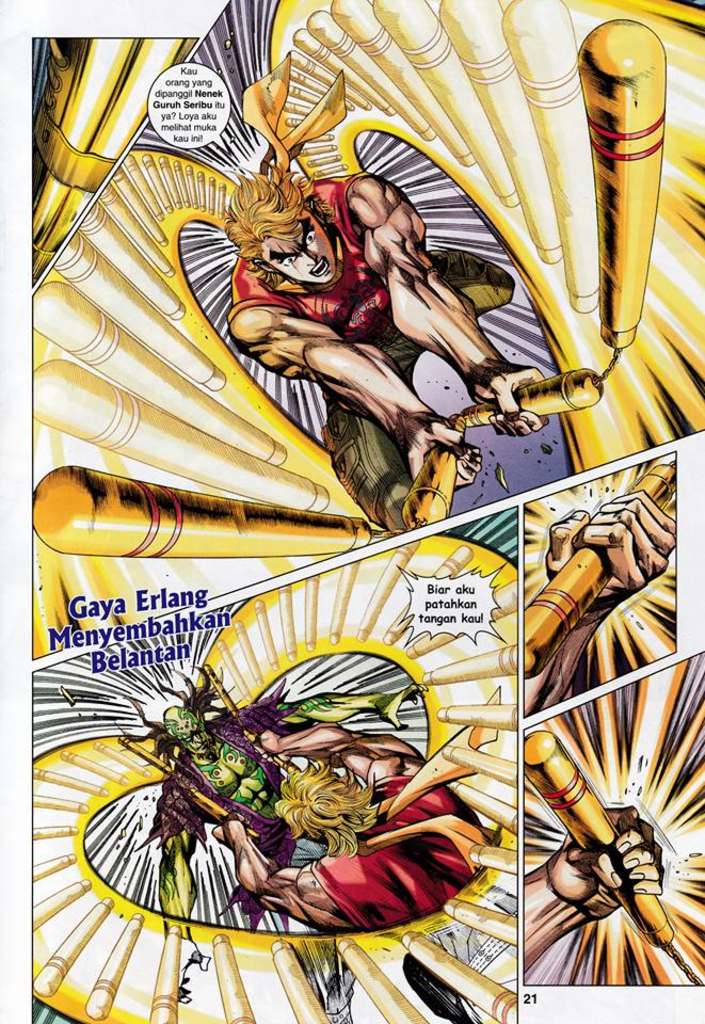 Kau
orang yang
dipanggil Nenek
Guruh Seribu itu
ya? Loya aku
melihat muka
kau ini!
Gaya Erlang
Menyembahkan
Belantan
Biar aku
patahkan
tangan kau!
21